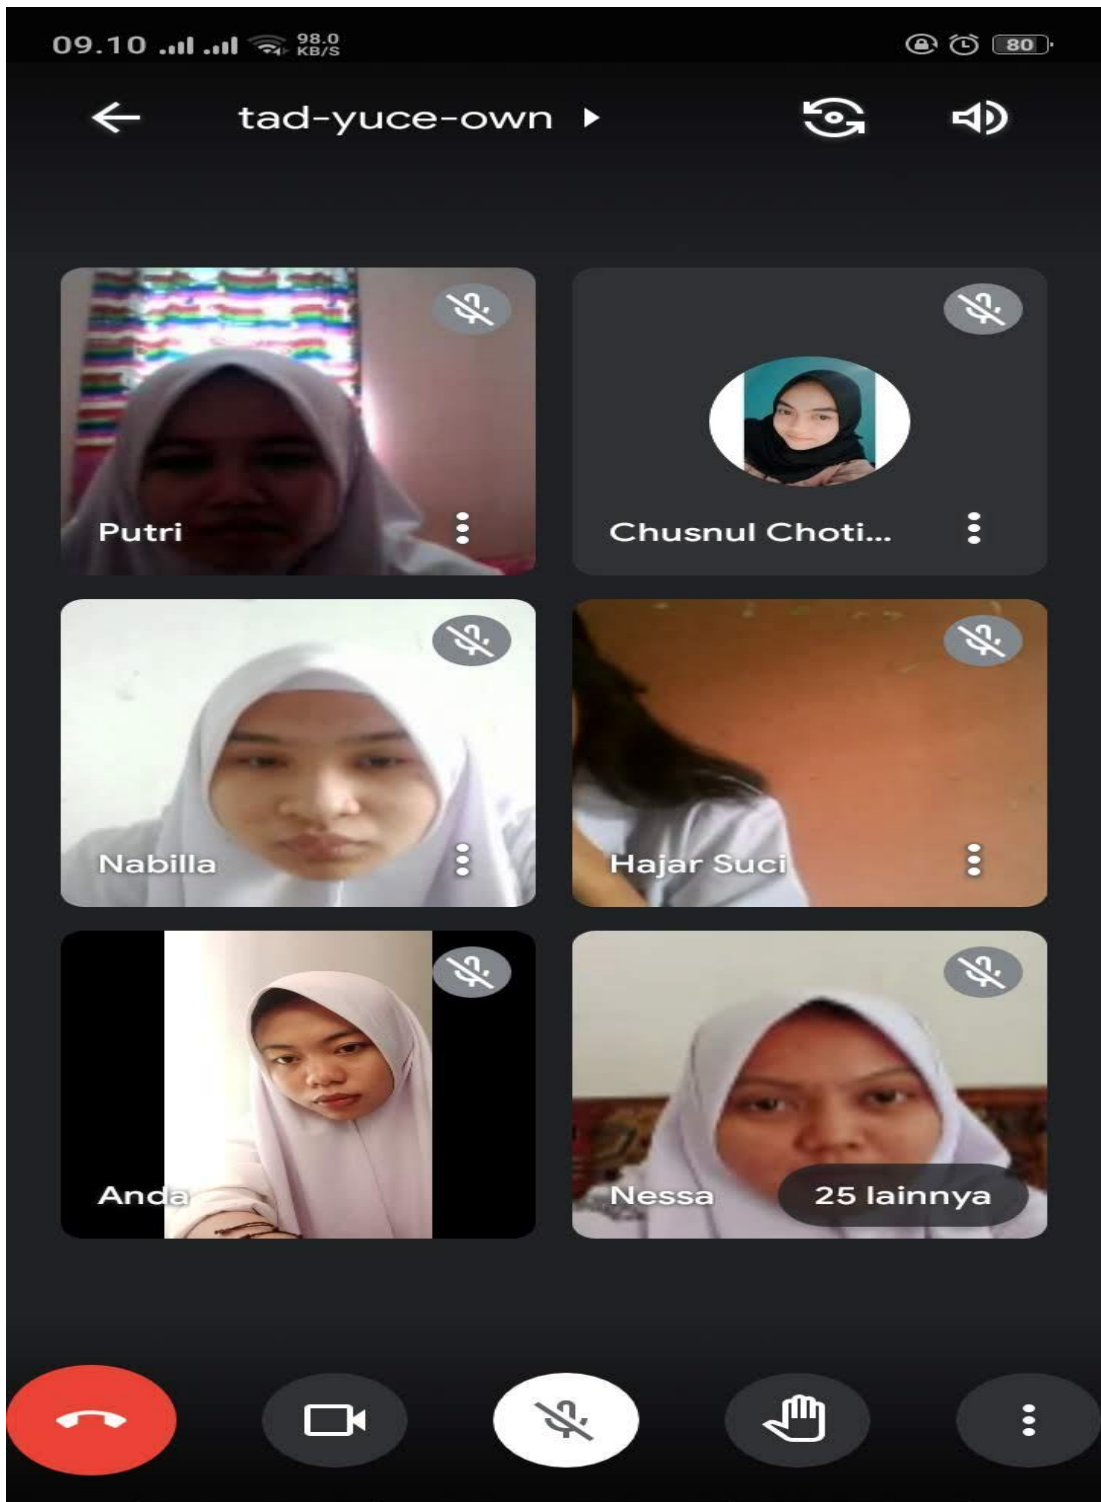 09.10 98.0 KB/S 80
tad-yuce-own
Putri
Chusnul Choti...
Nabilla
Hajar Suci
Anda
Nessa
25 lainnya